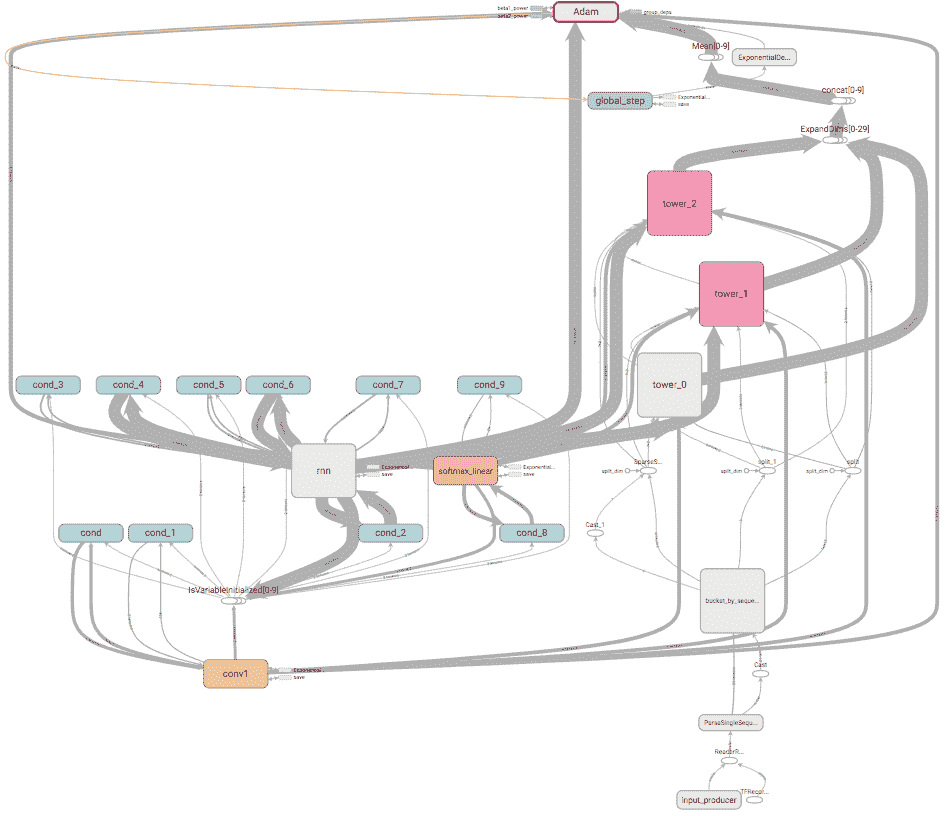 beta1_power
beta2_power
Adam
group_deps
Mean[0-9]
ExponentialDe...
concat[0-9]
global_step
Exponential...
save
ExpandDims[0-29]
tower_2
tower_1
tower_0
cond_3
cond_4
cond_5
cond_6
cond_7
cond_9
rnn
Exponential...
save
softmax_linear
Exponential...
save
split_dim
SparseS...
split_dim
split_1
split_dim
split
cond
cond_1
cond_2
cond_8
Cast_1
IsVariableInitialized[0-9]
bucket_by_seque...
conv1
Exponential...
save
Cast
ParseSingleSequ...
ReaderR...
input_producer
TFRecor...